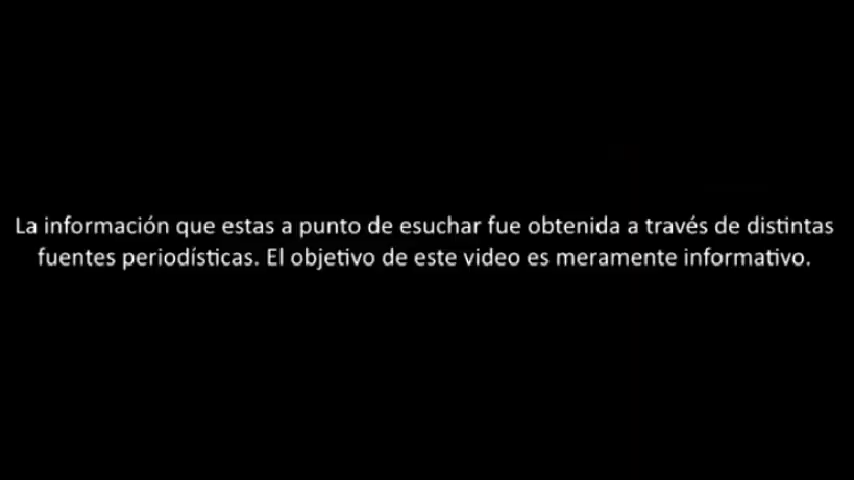 La información que estas a punto de esuchar fue obtenida a través de distintas
fuentes periodísticas. El objetivo de este video es meramente informativo.